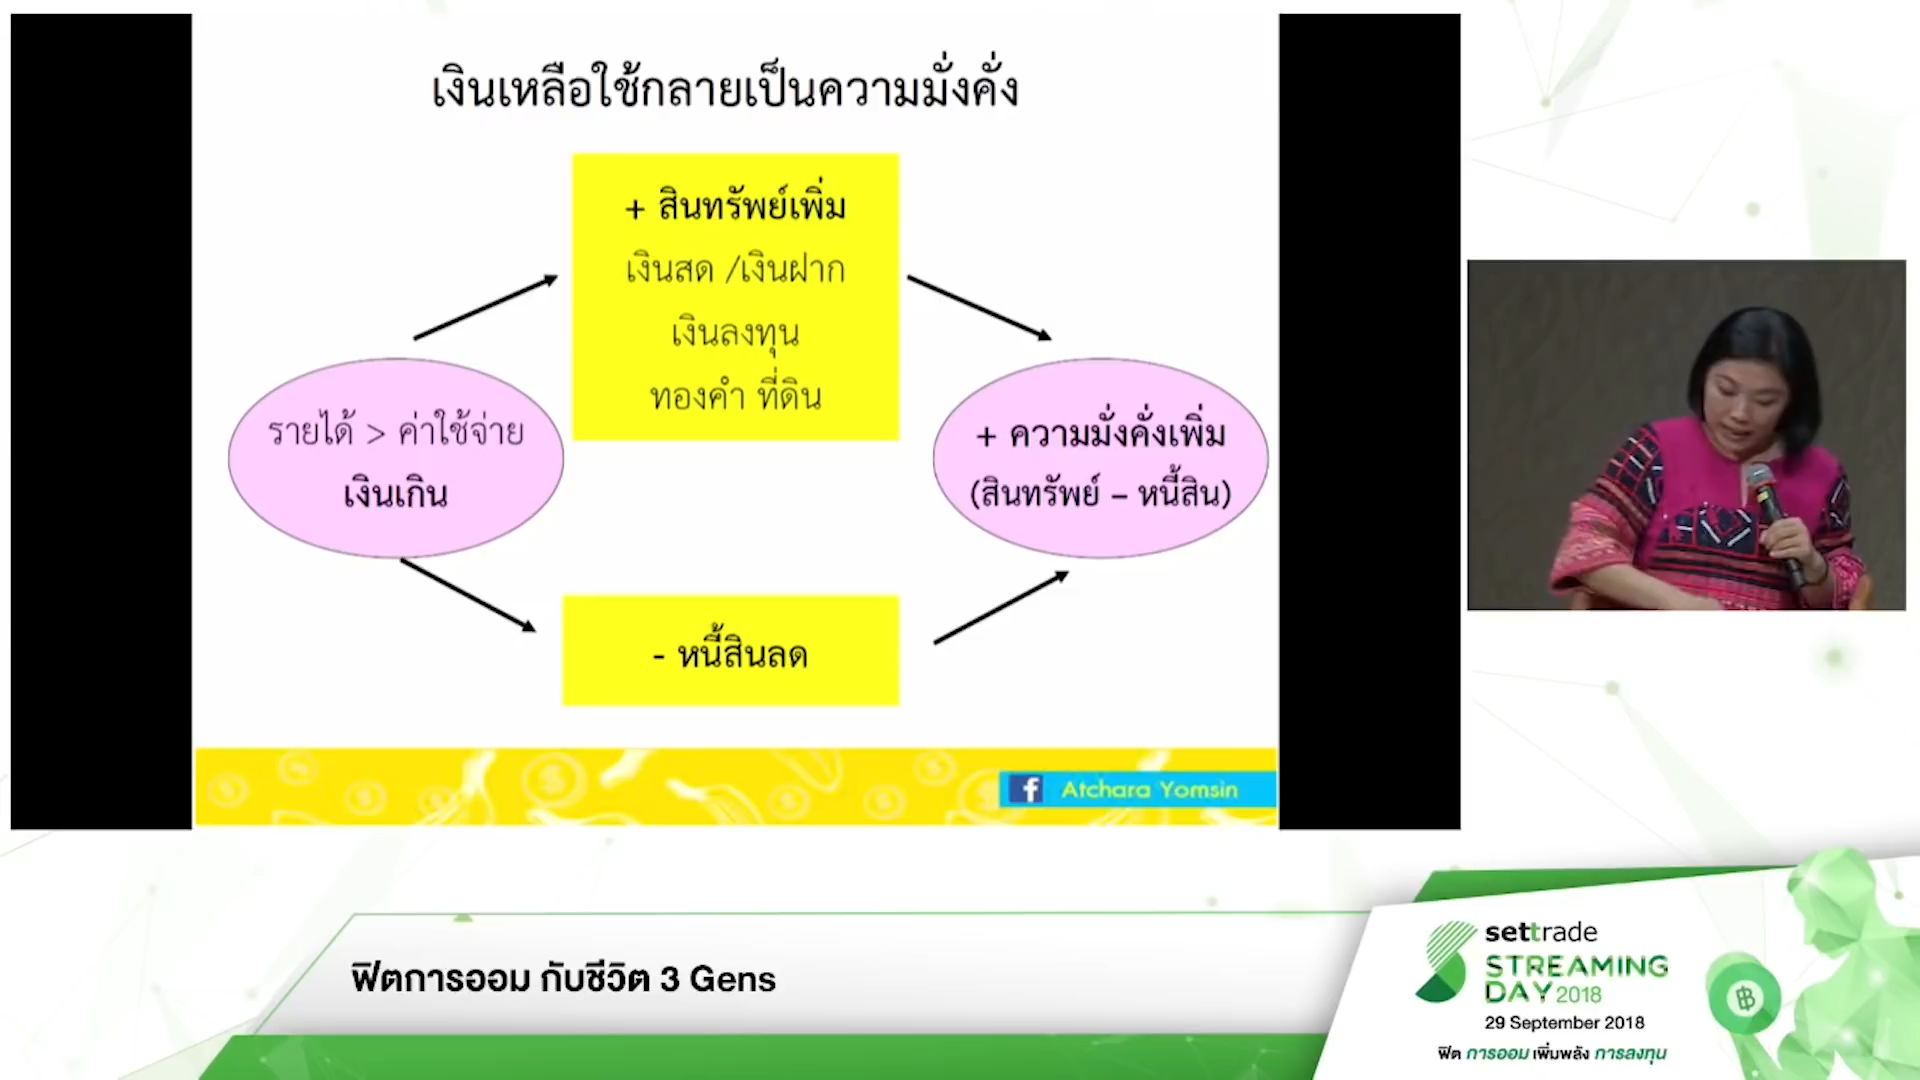 เงินเหลือใช้กลายเป็นความมั่งคั่ง
+ สินทรัพย์เพิ่ม
เงินสด /เงินฝาก
เงินลงทุน
ทองคำ ที่ดิน
รายได้ > ค่าใช้จ่าย
เงินเกิน
+ ความมั่งคั่งเพิ่ม
(สินทรัพย์ – หนี้สิน)
- หนี้สินลด
f Atchara Yomsin
ฟิตการออม กับชีวิต 3 Gens
settrade
STREAMING
DAY 2018
29 September 2018
ฟิต การออม เพิ่มพลัง การลงทุน